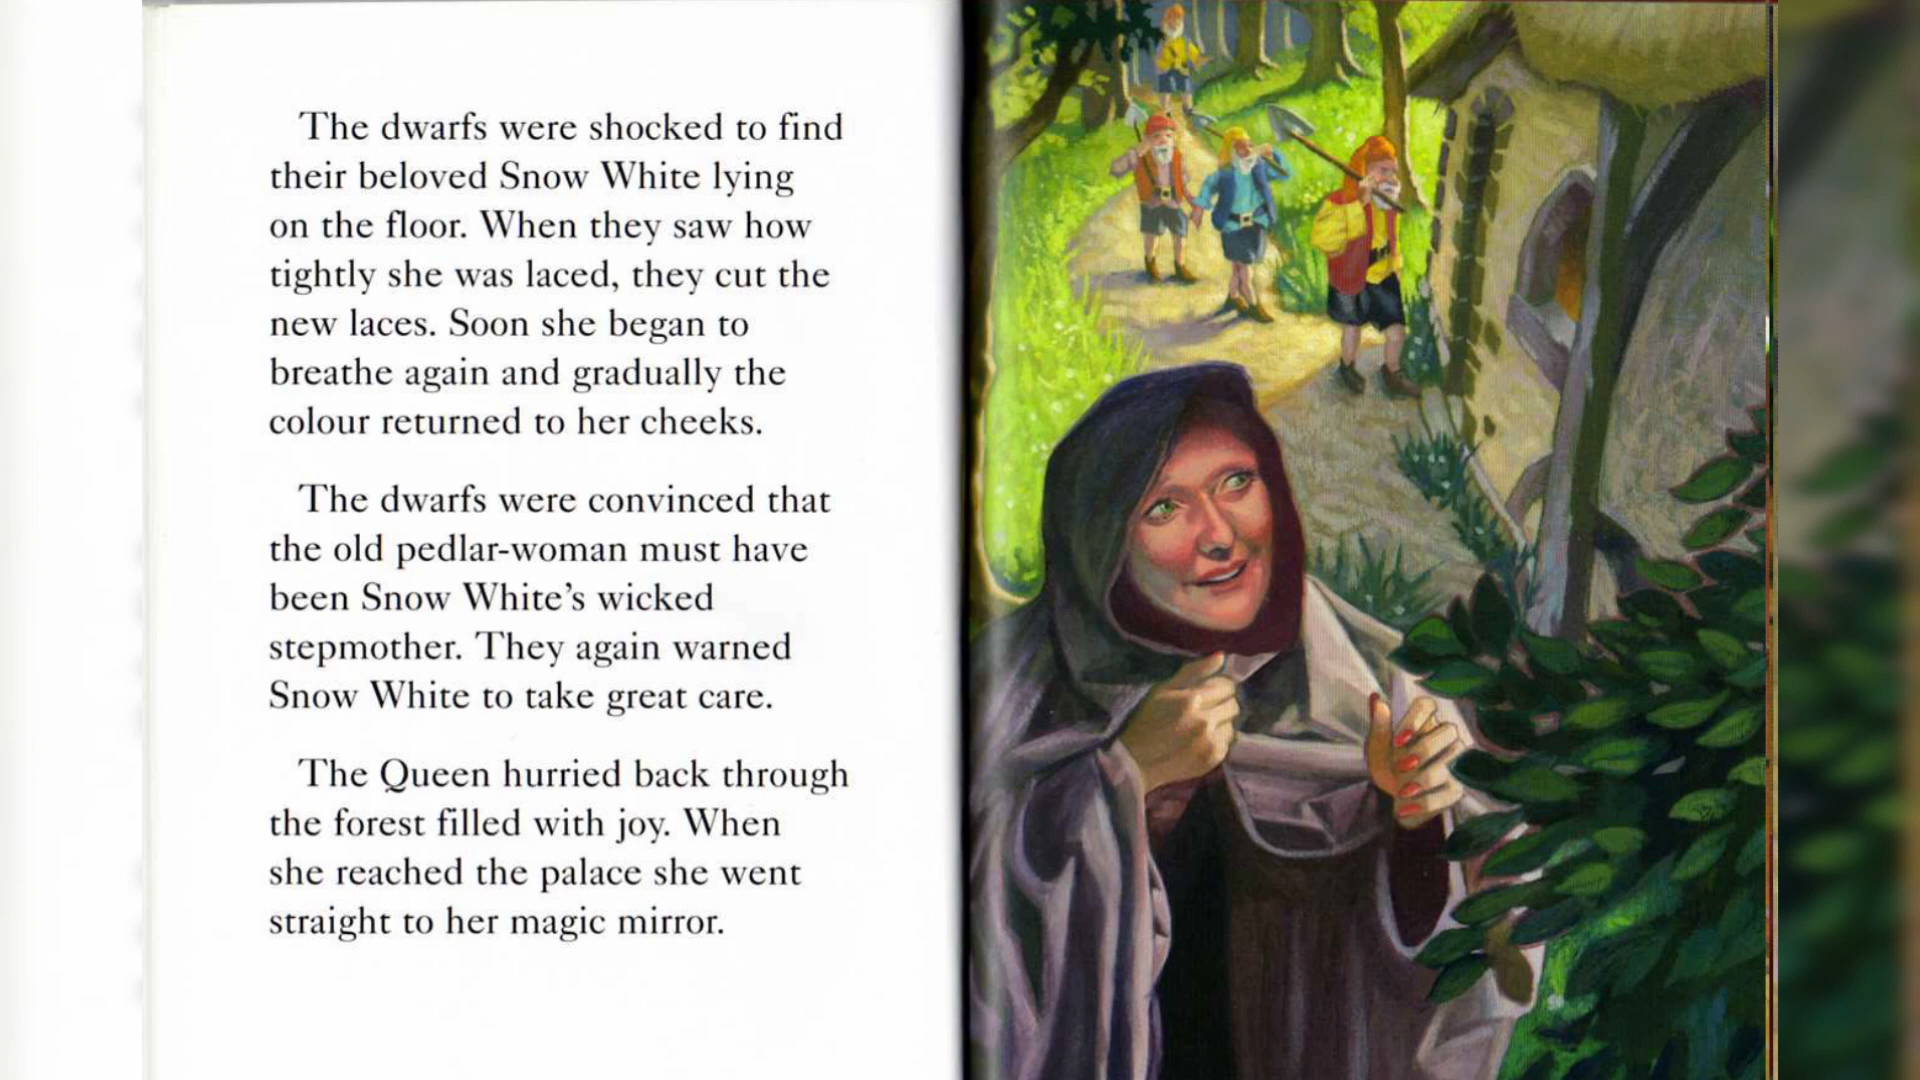 The dwarfs were shocked to find
their beloved Snow White lying
on the floor. When they saw how
tightly she was laced, they cut the
new laces. Soon she began to
breathe again and gradually the
colour returned to her cheeks.
The dwarfs were convinced that
the old pedlar-woman must have
been Snow White’s wicked
stepmother. They again warned
Snow White to take great care.
The Queen hurried back through
the forest filled with joy. When
she reached the palace she went
straight to her magic mirror.